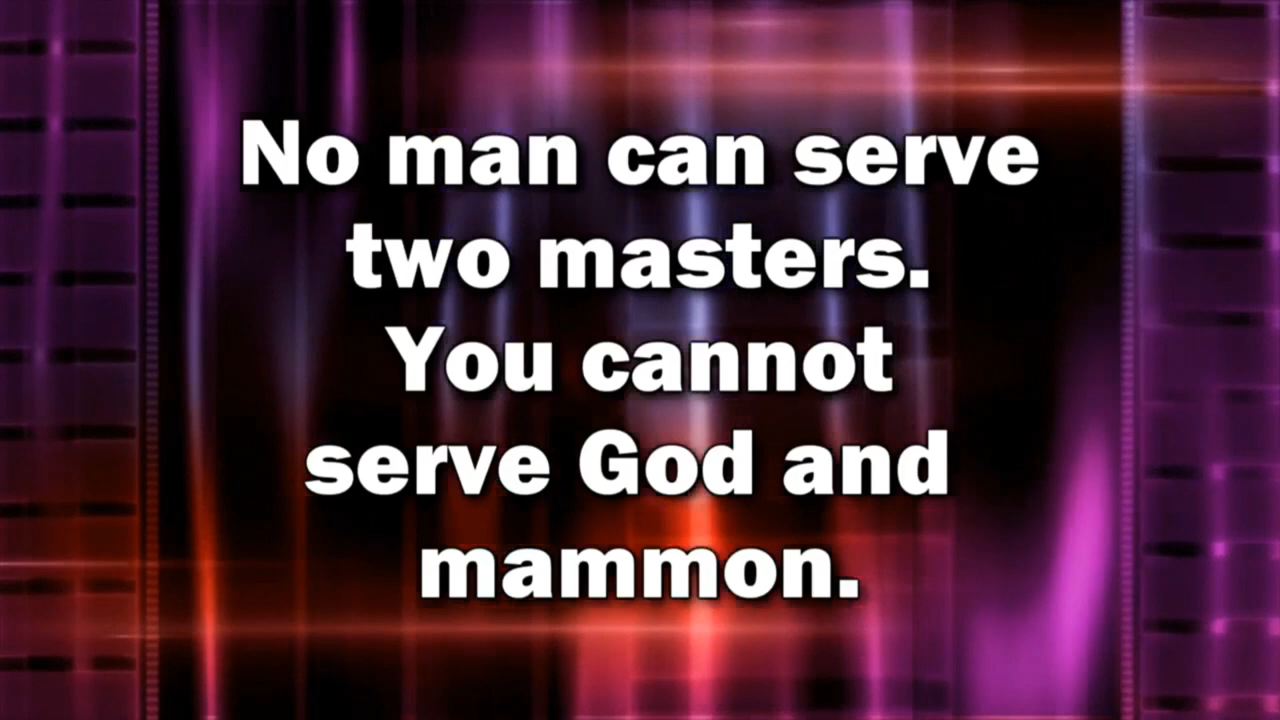 No man can serve
two masters.
You cannot
serve God and
mammon.